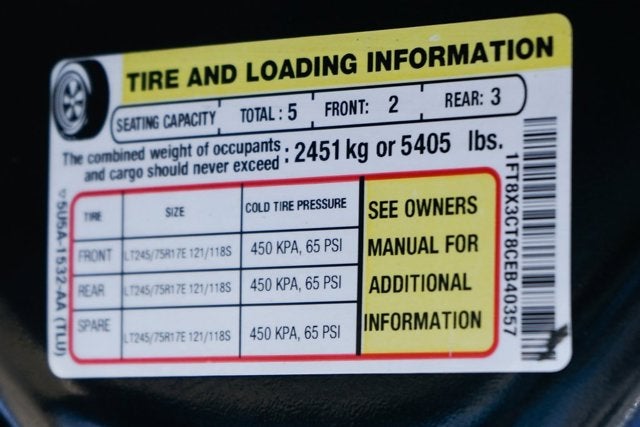 TIRE AND LOADING INFORMATION
SEATING CAPACITY TOTAL : 5 FRONT: 2 REAR: 3
The combined weight of occupants and cargo should never exceed : 2451 kg or 5405 lbs.
TIRE SIZE COLD TIRE PRESSURE
FRONT LT245/75R17E 121/118S 450 KPA, 65 PSI
REAR LT245/75R17E 121/118S 450 KPA, 65 PSI
SPARE LT245/75R17E 121/118S 450 KPA, 65 PSI
SEE OWNERS
MANUAL FOR
ADDITIONAL
INFORMATION
5U5A-1532-AA (TLU)
1FT8X3CT8CEB40357